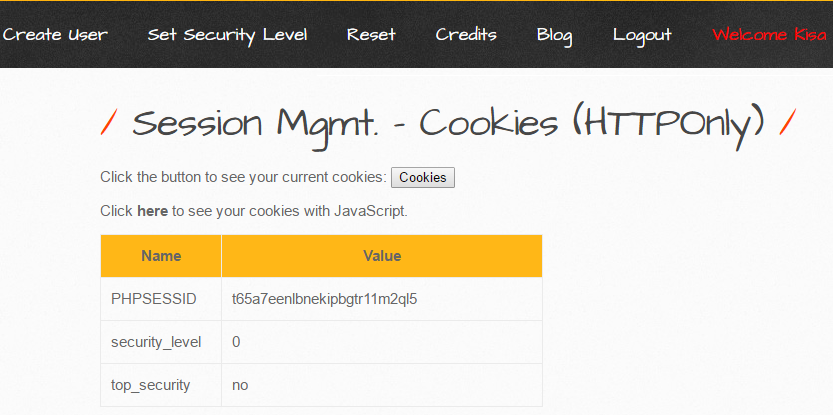 Create User Set Security Level Reset Credits Blog Logout Welcome Kisa
/ Session Mgmt. - Cookies (HTTPOnly) /
Click the button to see your current cookies: Cookies
Click here to see your cookies with JavaScript.
Name Value
PHPSESSID t65a7eenlbnekipbgtr11m2ql5
security_level 0
top_security no